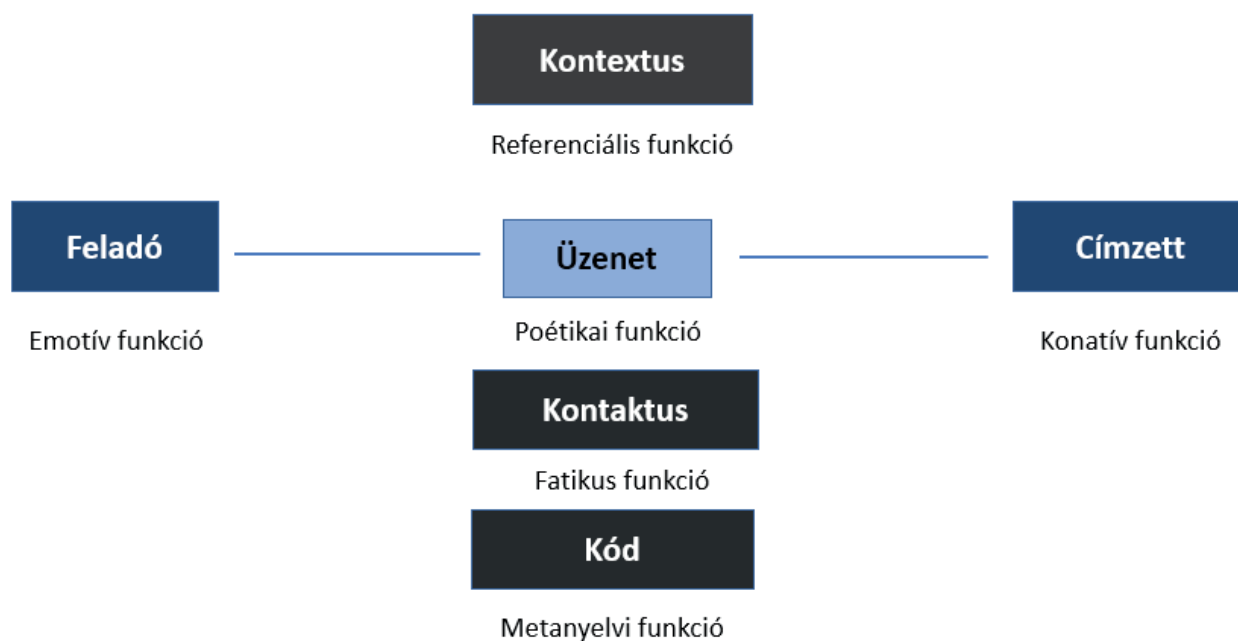 Kontextus
Referenciális funkció
Feladó
Üzenet
Címzett
Emotív funkció
Poétikai funkció
Konatív funkció
Kontaktus
Fatikus funkció
Kód
Metanyelvi funkció